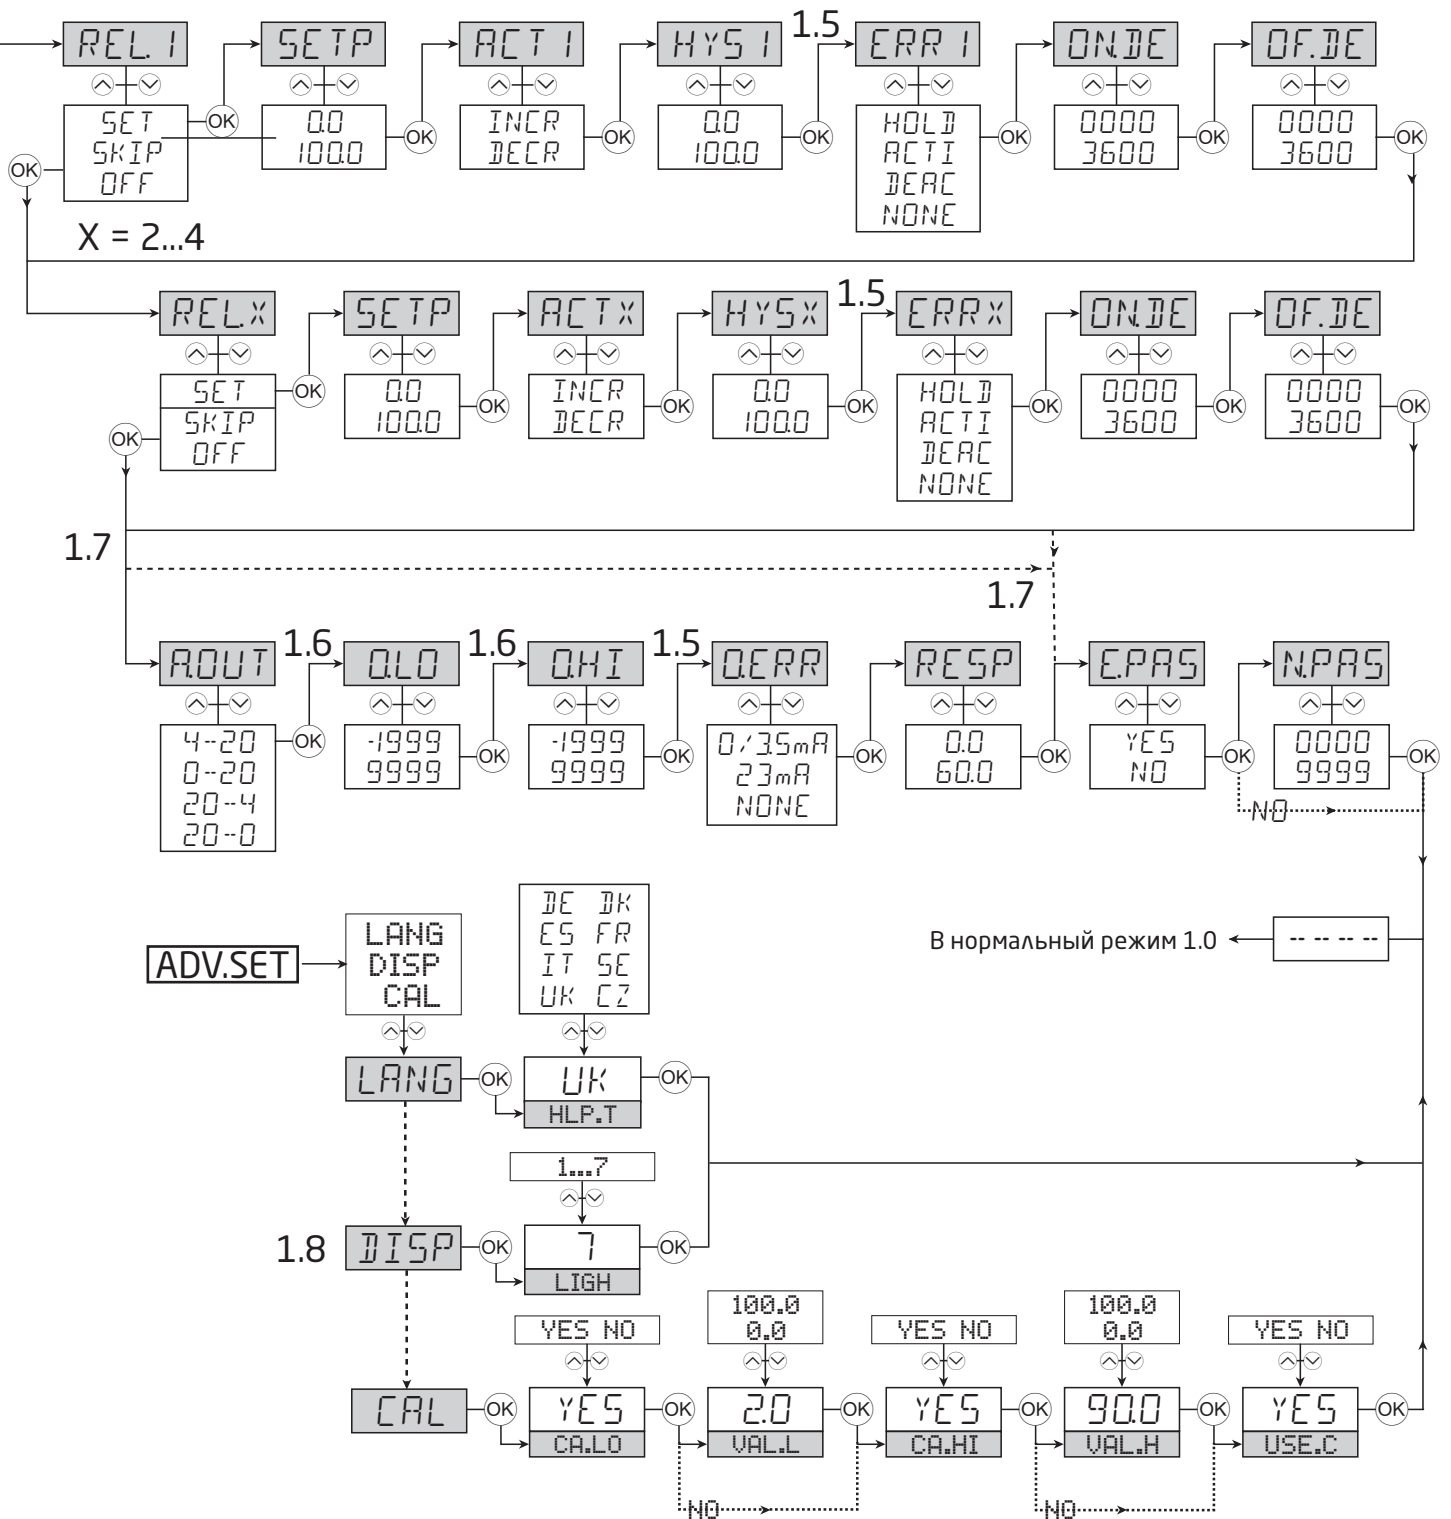 REL.1 SETP ACT1 HYS1 1.5 ERR1 ON.DE OF.DE
SET
SKIP
OFF
OK
OK
0.0
100.0
OK
INCR
DECR
OK
0.0
100.0
OK
HOLD
ACTI
DEAC
NONE
OK
0000
3600
OK
0000
3600
OK
X = 2...4
REL.X SETP ACTX HYSX 1.5 ERRX ON.DE OF.DE
SET
SKIP
OFF
OK
OK
0.0
100.0
OK
INCR
DECR
OK
0.0
100.0
OK
HOLD
ACTI
DEAC
NONE
OK
0000
3600
OK
0000
3600
OK
1.7
1.7
A.OUT 1.6 O.LO 1.6 O.HI 1.5 O.ERR RESP E.PAS N.PAS
4--20
0--20
20--4
20--0
OK
-1999
9999
OK
-1999
9999
OK
0/3.5mA
23mA
NONE
OK
0.0
60.0
OK
YES
NO
OK
NO
0000
9999
OK
В нормальный режим 1.0
-- -- -- --
ADV.SET
LANG
DISP
CAL
DE DK
ES FR
IT SE
UK CZ
LANG
OK
UK
HLP.T
OK
1...7
1.8
DISP
OK
7
LIGH
OK
YES NO
100.0
0.0
YES NO
100.0
0.0
YES NO
CAL
OK
YES
CA.LO
OK
2.0
VAL.L
OK
YES
CA.HI
OK
90.0
VAL.H
OK
YES
USE.C
OK
NO
NO